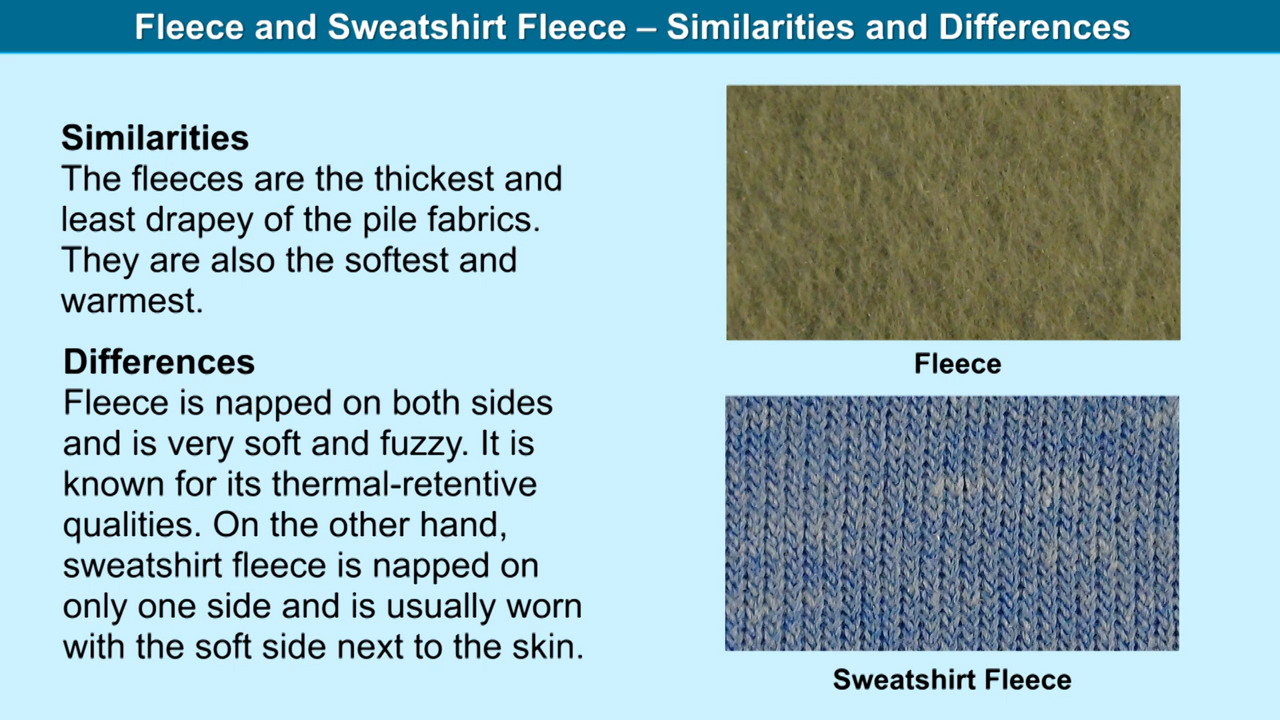 Fleece and Sweatshirt Fleece – Similarities and Differences
Similarities
The fleeces are the thickest and
least drapey of the pile fabrics.
They are also the softest and
warmest.
Differences
Fleece is napped on both sides
and is very soft and fuzzy. It is
known for its thermal-retentive
qualities. On the other hand,
sweatshirt fleece is napped on
only one side and is usually worn
with the soft side next to the skin.
Fleece
Sweatshirt Fleece